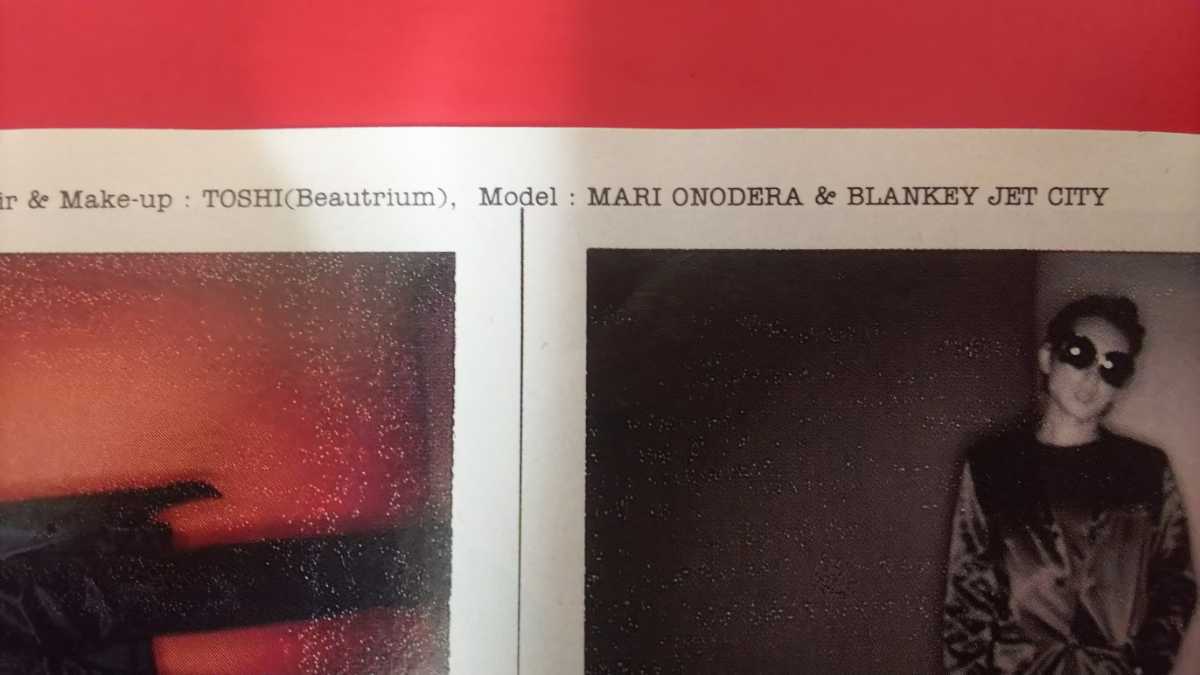 ir & Make-up : TOSHI(Beautrium), Model : MARI ONODERA & BLANKEY JET CITY